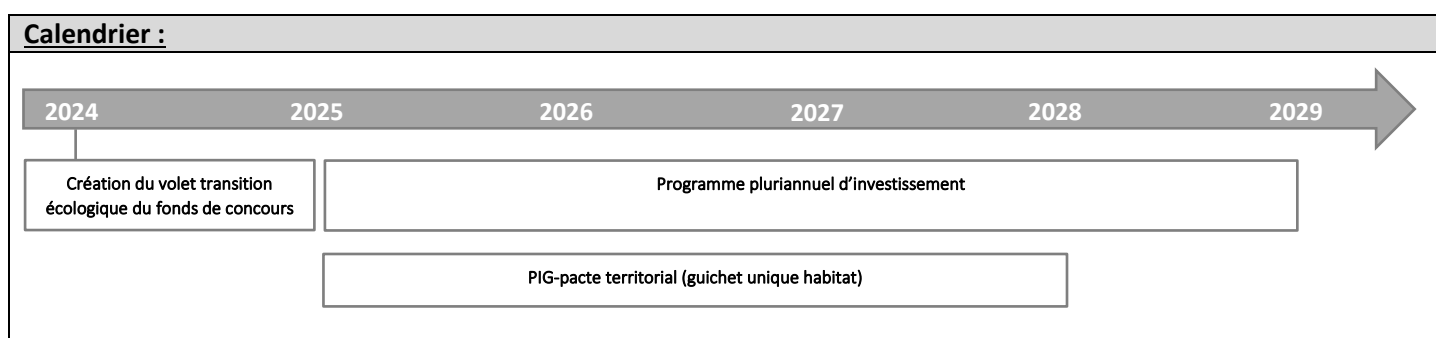 Calendrier :
2024 2025 2026 2027 2028 2029
Création du volet transition
écologique du fonds de concours
Programme pluriannuel d’investissement
PIG-pacte territorial (guichet unique habitat)